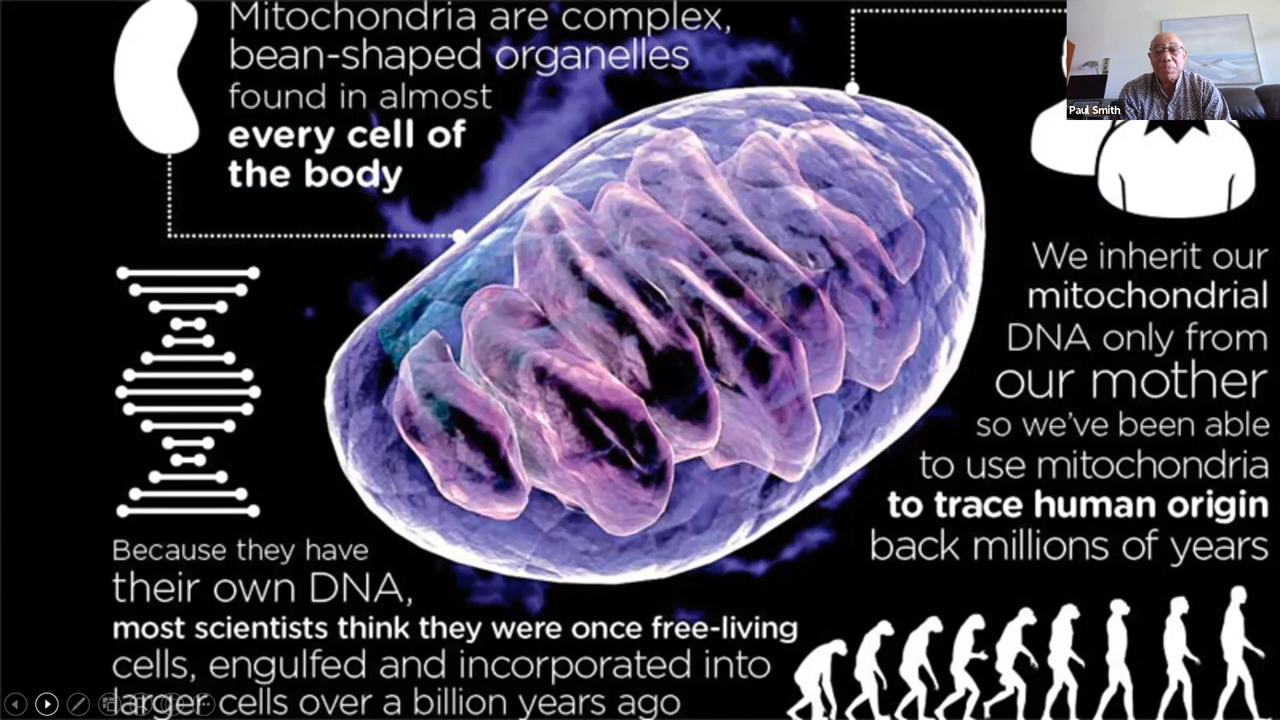 Mitochondria are complex,
bean-shaped organelles
found in almost
every cell of
the body
Paul Smith
We inherit our
mitochondrial
DNA only from
our mother
so we've been able
to use mitochondria
to trace human origin
back millions of years
Because they have
their own DNA,
most scientists think they were once free-living
cells, engulfed and incorporated into
larger cells over a billion years ago